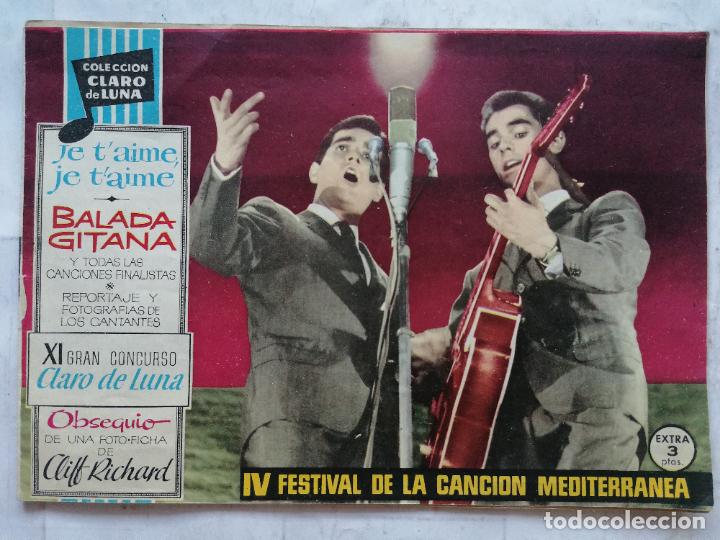 COLECCION
CLARO
de LUNA
je t'aime,
je t'aime
BALADA
GITANA
Y TODAS LAS
CANCIONES FINALISTAS
REPORTAJE Y
FOTOGRAFIAS DE
LOS CANTANTES
XI GRAN CONCURSO
Claro de Luna
Obsequio
DE UNA FOTO-FICHA
DE
Cliff Richard
EXTRA
3
ptas.
IV FESTIVAL DE LA CANCION MEDITERRANEA
todocoleccion.net